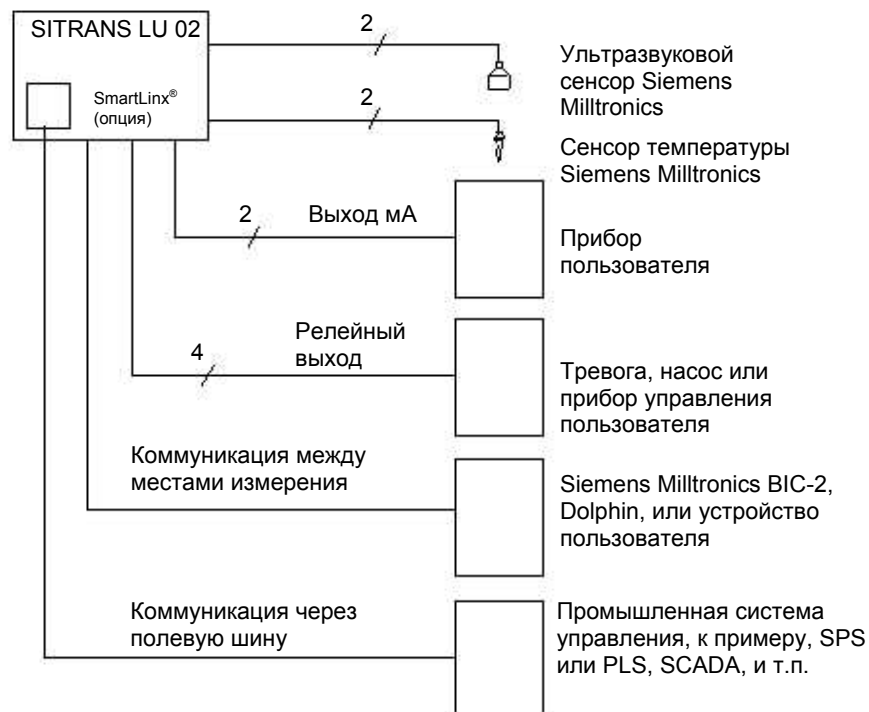 SITRANS LU 02
SmartLinx®
(опция)
2
Ультразвуковой
сенсор Siemens
Milltronics
2
Сенсор температуры
Siemens Milltronics
2
Выход мА
Прибор
пользователя
4
Релейный
выход
Тревога, насос или
прибор управления
пользователя
Коммуникация между
местами измерения
Siemens Milltronics BIC-2,
Dolphin, или устройство
пользователя
Коммуникация через
полевую шину
Промышленная система
управления, к примеру, SPS
или PLS, SCADA, и т.п.